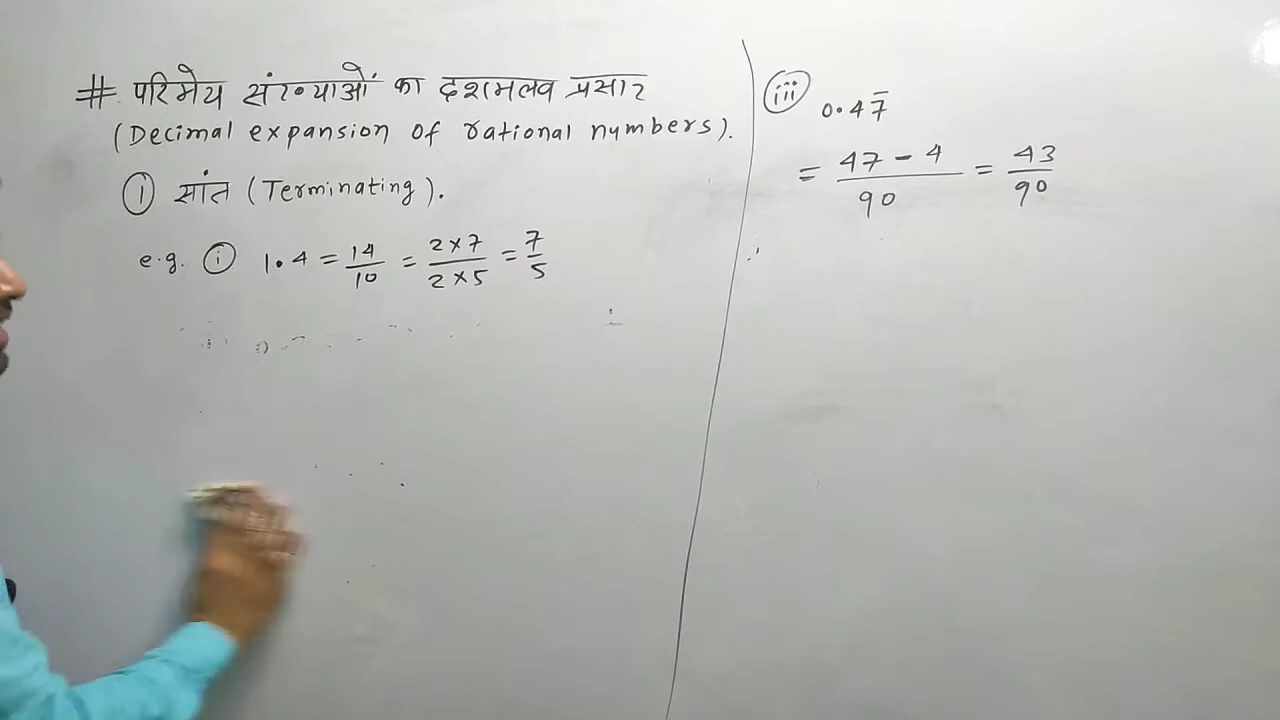 # परिमेय संख्याओं का दशमलव प्रसार
(Decimal expansion of rational numbers).
① सांत (Terminating).
e.g. ⓘ 1.4 = 14/10 = 2×7/2×5 = 7/5
ⓘⓘⓘ 0.47̅
= 47 - 4/90 = 43/90